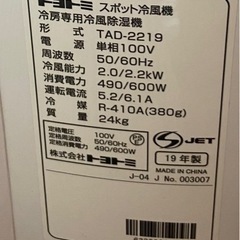 トヨトミ スポット冷風機
冷房専用冷風除湿機
形 式 TAD-2219
電 源 単相100V
周波数 50/60Hz
冷風能力 2.0/2.2kW
消費電力 490/600W
運転電流 5.2/6.1A
冷 媒 R-410A(380g)
質 量 24kg
定格電圧 100V
定格周波数 50/60Hz
定格消費電力 490/600W
株式会社トヨトミ
S JET
19年製
MADE IN CHINA
J-04 J No. 003007